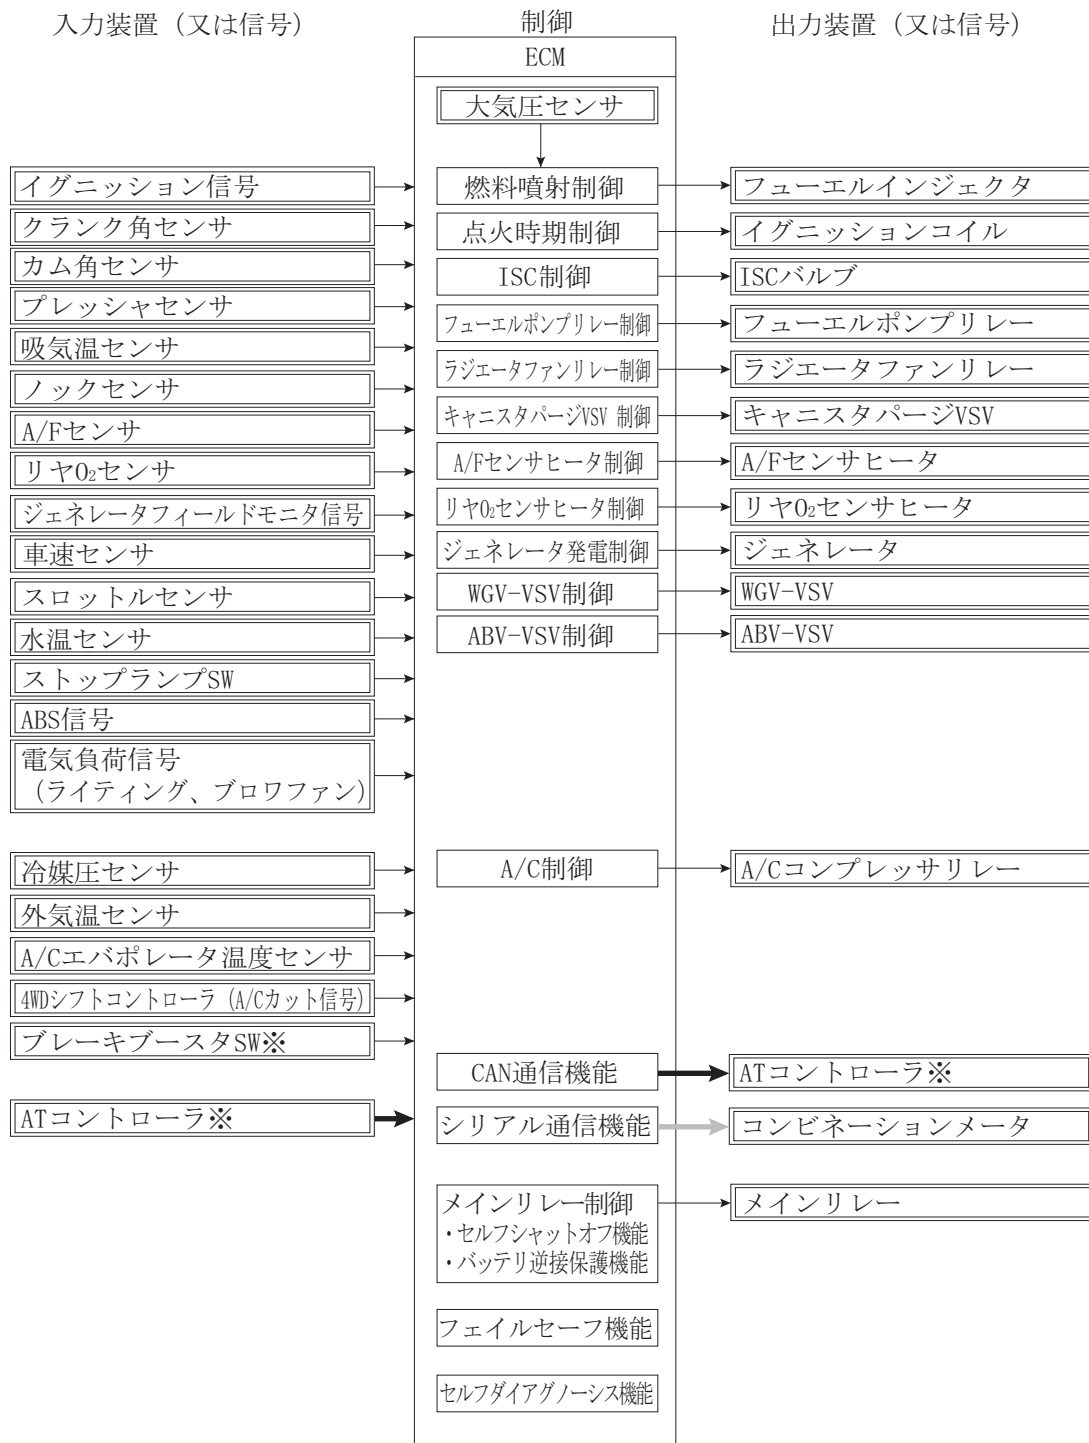 入力装置（又は信号）
制御
出力装置（又は信号）
ECM
大気圧センサ
イグニッション信号
燃料噴射制御
フューエルインジェクタ
クランク角センサ
点火時期制御
イグニッションコイル
カム角センサ
ISC制御
ISCバルブ
プレッシャセンサ
フューエルポンプリレー制御
フューエルポンプリレー
吸気温センサ
ラジエータファンリレー制御
ラジエータファンリレー
ノックセンサ
キャニスタパージVSV 制御
キャニスタパージVSV
A/Fセンサ
A/Fセンサヒータ制御
A/Fセンサヒータ
リヤO₂センサ
リヤO₂センサヒータ制御
リヤO₂センサヒータ
ジェネレータフィールドモニタ信号
ジェネレータ発電制御
ジェネレータ
車速センサ
スロットルセンサ
WGV-VSV制御
WGV-VSV
水温センサ
ABV-VSV制御
ABV-VSV
ストップランプSW
ABS信号
電気負荷信号
（ライティング、ブロワファン）
冷媒圧センサ
A/C制御
A/Cコンプレッサリレー
外気温センサ
A/Cエバポレータ温度センサ
4WDシフトコントローラ（A/Cカット信号）
ブレーキブースタSW※
CAN通信機能
ATコントローラ※
ATコントローラ※
シリアル通信機能
コンビネーションメータ
メインリレー制御
・セルフシャットオフ機能
・バッテリ逆接保護機能
メインリレー
フェイルセーフ機能
セルフダイアグノーシス機能